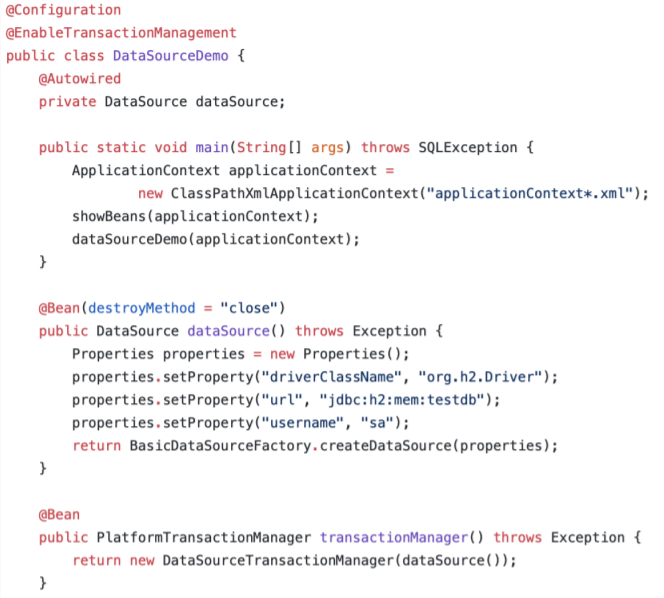 @Configuration
@EnableTransactionManagement
public class DataSourceDemo {
    @Autowired
    private DataSource dataSource;

    public static void main(String[] args) throws SQLException {
        ApplicationContext applicationContext =
                new ClassPathXmlApplicationContext("applicationContext*.xml");
        showBeans(applicationContext);
        dataSourceDemo(applicationContext);
    }

    @Bean(destroyMethod = "close")
    public DataSource dataSource() throws Exception {
        Properties properties = new Properties();
        properties.setProperty("driverClassName", "org.h2.Driver");
        properties.setProperty("url", "jdbc:h2:mem:testdb");
        properties.setProperty("username", "sa");
        return BasicDataSourceFactory.createDataSource(properties);
    }

    @Bean
    public PlatformTransactionManager transactionManager() throws Exception {
        return new DataSourceTransactionManager(dataSource());
    }